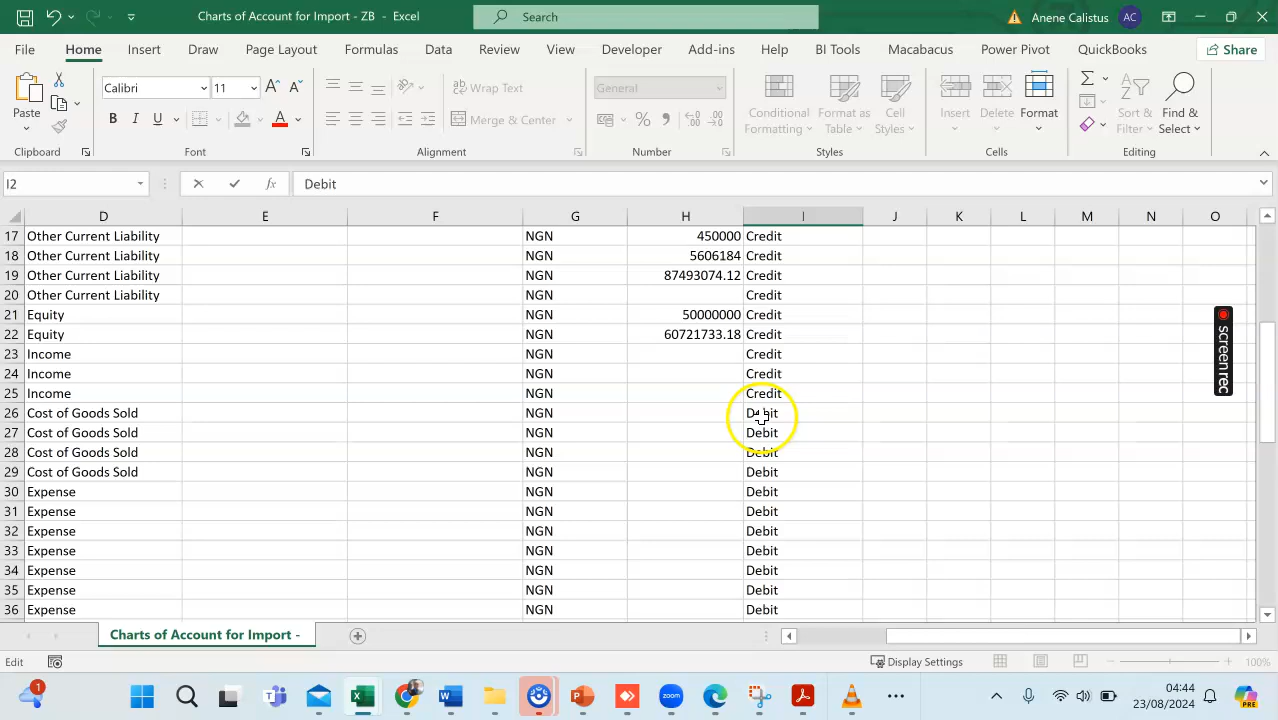 Charts of Account for Import - ZB - Excel
Search
Anene Calistus AC
File Home Insert Draw Page Layout Formulas Data Review View Developer Add-ins Help BI Tools Macabacus Power Pivot QuickBooks Share
Paste
Calibri 11
B I U
Wrap Text
Merge & Center
General
Conditional Formatting
Format as Table
Cell Styles
Insert Delete Format
Sort & Filter
Find & Select
Clipboard Font Alignment Number Styles Cells Editing
I2 fx Debit
D E F G H I J K L M N O
17 Other Current Liability NGN 450000 Credit
18 Other Current Liability NGN 5606184 Credit
19 Other Current Liability NGN 87493074.12 Credit
20 Other Current Liability NGN Credit
21 Equity NGN 50000000 Credit
22 Equity NGN 60721733.18 Credit
23 Income NGN Credit
24 Income NGN Credit
25 Income NGN Credit
26 Cost of Goods Sold NGN Debit
27 Cost of Goods Sold NGN Debit
28 Cost of Goods Sold NGN Debit
29 Cost of Goods Sold NGN Debit
30 Expense NGN Debit
31 Expense NGN Debit
32 Expense NGN Debit
33 Expense NGN Debit
34 Expense NGN Debit
35 Expense NGN Debit
36 Expense NGN Debit
screenrec
Charts of Account for Import -
Edit Display Settings 100%
1
zoom
PRE
04:44
23/08/2024